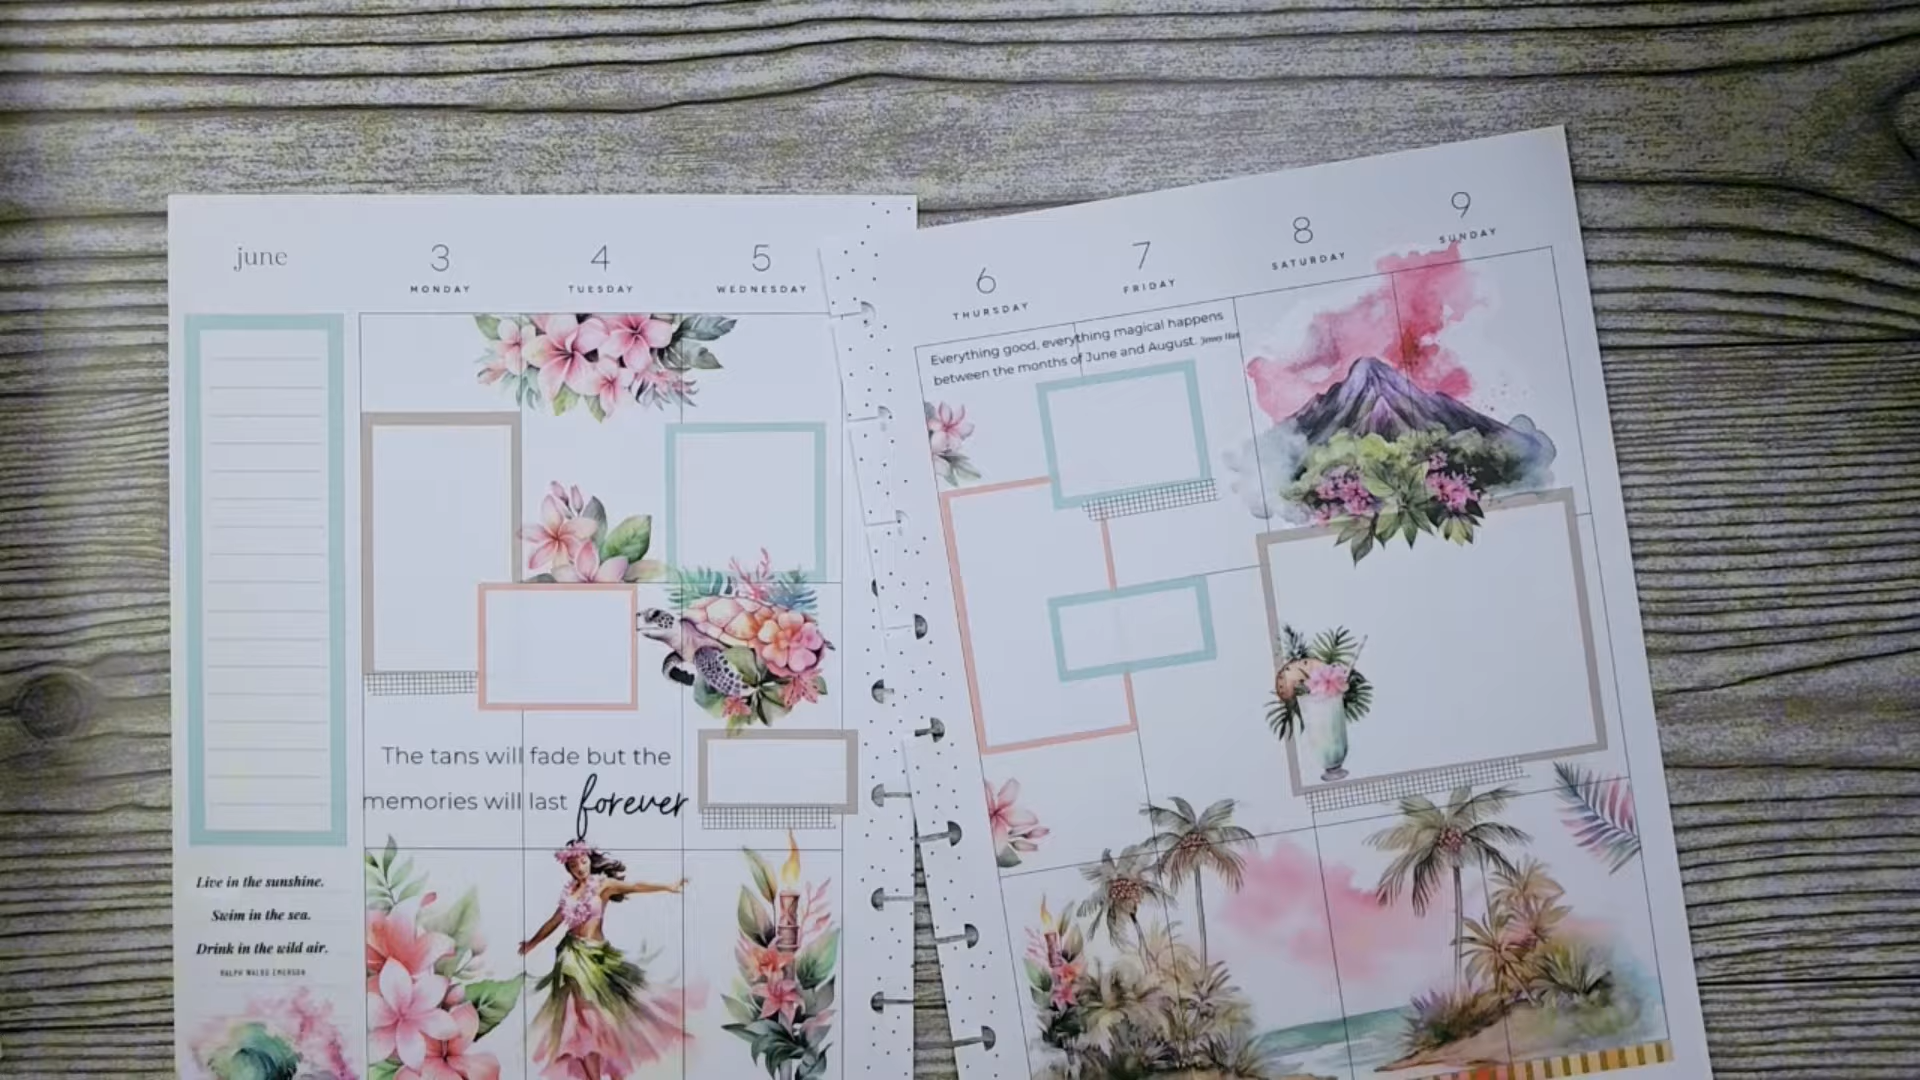 june
3
MONDAY
4
TUESDAY
5
WEDNESDAY
The tans will fade but the
memories will last forever
Live in the sunshine.
Swim in the sea.
Drink in the wild air.
RALPH WALDO EMERSON
6
THURSDAY
7
FRIDAY
8
SATURDAY
9
SUNDAY
Everything good, everything magical happens
between the months of June and August. Jenny Han